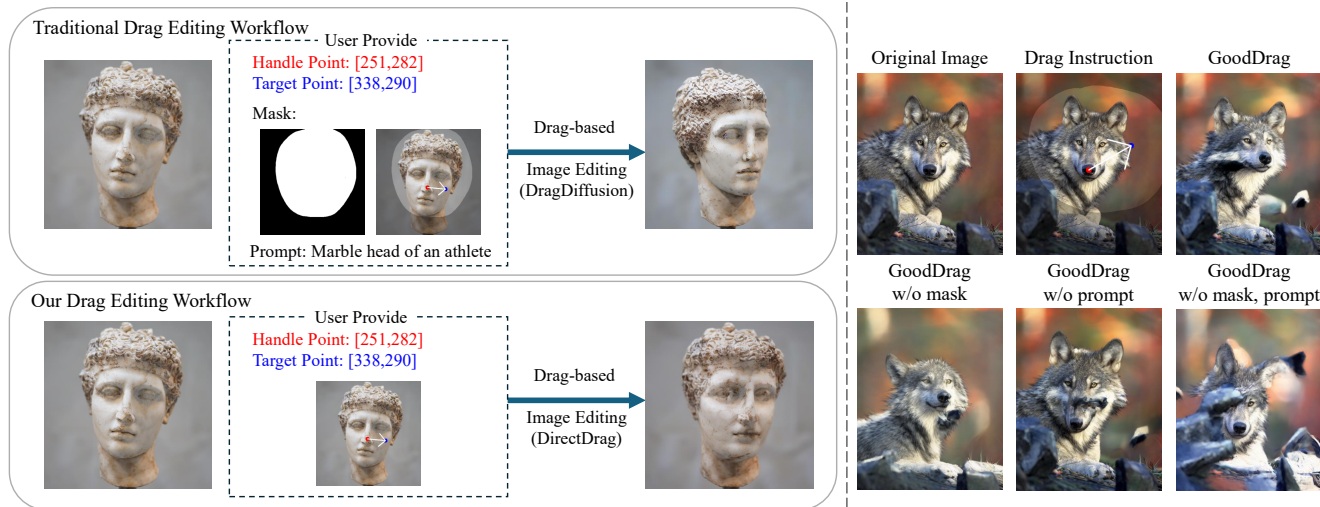 Traditional Drag Editing Workflow
User Provide
Handle Point: [251,282]
Target Point: [338,290]
Mask:
Prompt: Marble head of an athlete
Drag-based
Image Editing
(DragDiffusion)
Our Drag Editing Workflow
User Provide
Handle Point: [251,282]
Target Point: [338,290]
Drag-based
Image Editing
(DirectDrag)
Original Image
Drag Instruction
GoodDrag
GoodDrag
w/o mask
GoodDrag
w/o prompt
GoodDrag
w/o mask, prompt